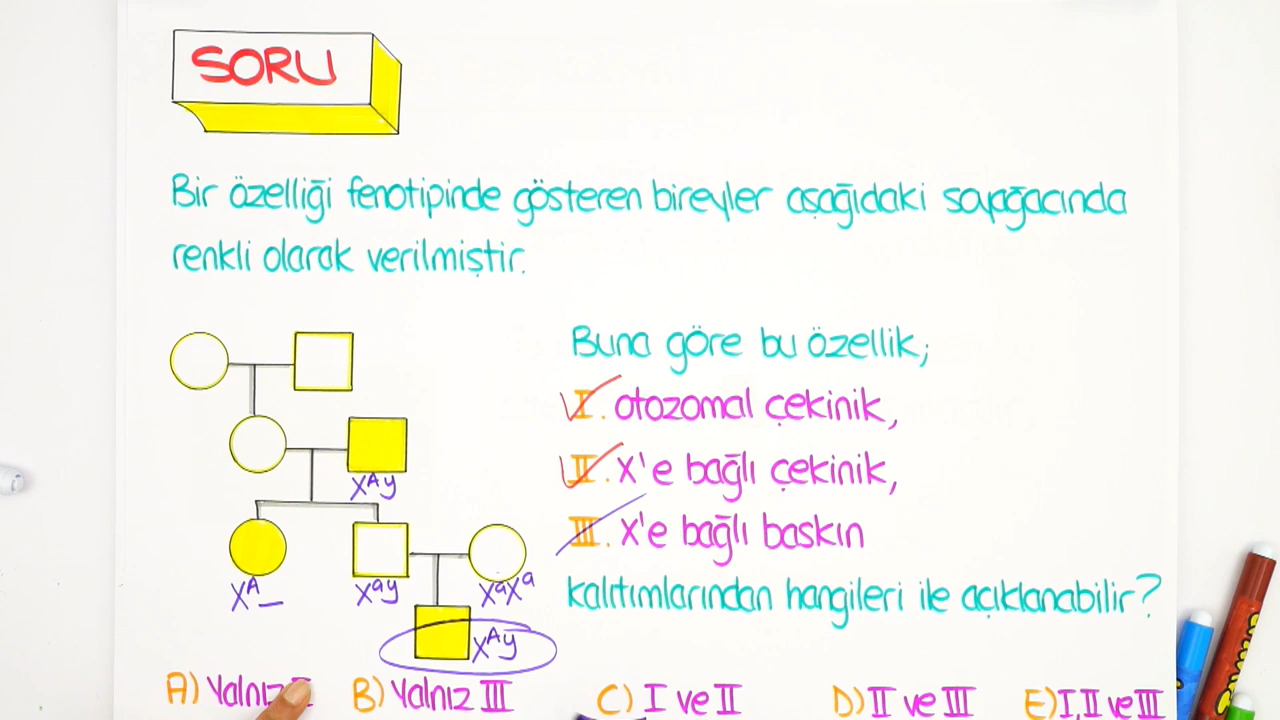 SORU
Bir özelliği fenotipinde gösteren bireyler aşağıdaki soyağacında
renkli olarak verilmiştir.
Buna göre bu özellik;
I. otozomal çekinik,
II. X'e bağlı çekinik,
XAy
III. X'e bağlı baskın
XA_
Xay
XaXa
kalıtımlarından hangileri ile açıklanabilir?
XAy
A) Yalnız B) Yalnız III C) I ve II D) II ve III E) I, II ve III